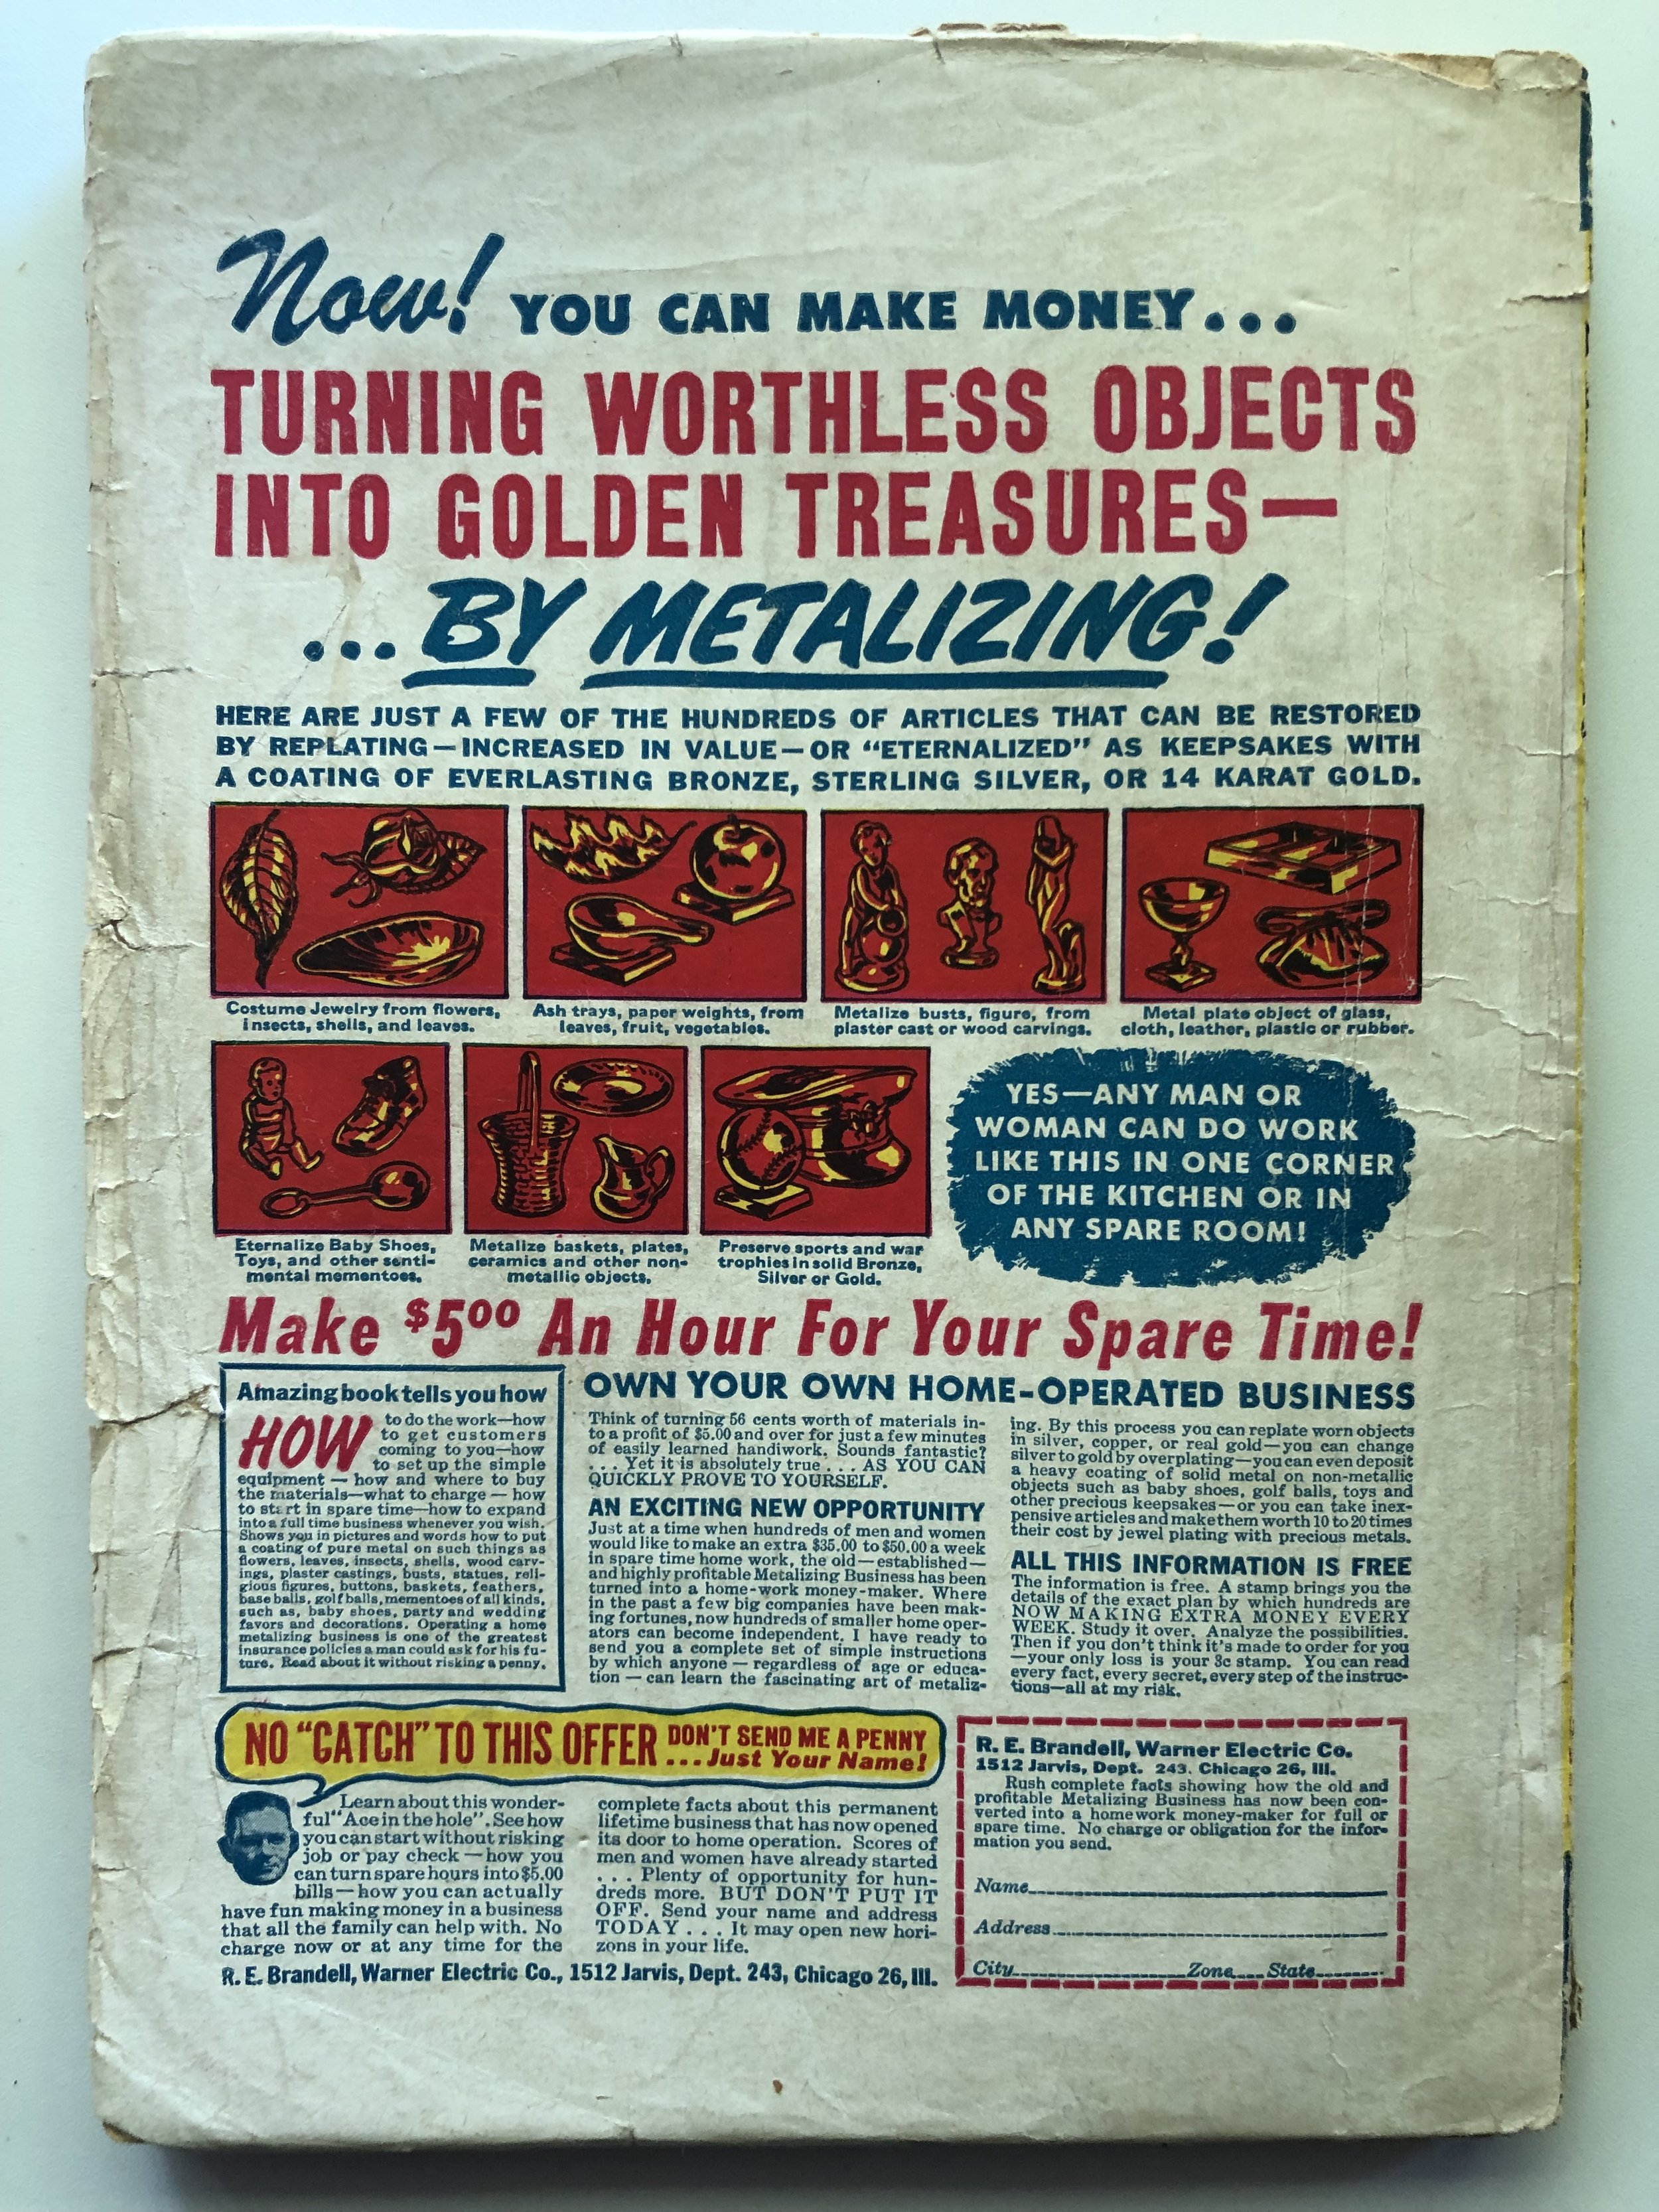 Now! YOU CAN MAKE MONEY...
TURNING WORTHLESS OBJECTS
INTO GOLDEN TREASURES—
...BY METALIZING!
HERE ARE JUST A FEW OF THE HUNDREDS OF ARTICLES THAT CAN BE RESTORED
BY REPLATING—INCREASED IN VALUE—OR "ETERNALIZED" AS KEEPSAKES WITH
A COATING OF EVERLASTING BRONZE, STERLING SILVER, OR 14 KARAT GOLD.
Costume Jewelry from flowers,
insects, shells, and leaves.
Ash trays, paper weights, from
leaves, fruit, vegetables.
Metalize busts, figure, from
plaster cast or wood carvings.
Metal plate object of glass,
cloth, leather, plastic or rubber.
Eternalize Baby Shoes,
Toys, and other senti-
mental mementoes.
Metalize baskets, plates,
ceramics and other non-
metallic objects.
Preserve sports and war
trophies in solid Bronze,
Silver or Gold.
YES—ANY MAN OR
WOMAN CAN DO WORK
LIKE THIS IN ONE CORNER
OF THE KITCHEN OR IN
ANY SPARE ROOM!
Make $5.00 An Hour For Your Spare Time!
Amazing book tells you how
HOW
to do the work—how
to get customers
coming to you—how
to set up the simple
equipment — how and where to buy
the materials—what to charge — how
to start in spare time—how to expand
into a full time business whenever you wish.
Shows you in pictures and words how to put
a coating of pure metal on such things as
flowers, leaves, insects, shells, wood carv-
ings, plaster castings, busts, statues, reli-
gious figures, buttons, baskets, feathers,
base balls, golf balls, mementoes of all kinds,
such as, baby shoes, party and wedding
favors and decorations. Operating a home
metalizing business is one of the greatest
insurance policies a man could ask for his fu-
ture. Read about it without risking a penny.
OWN YOUR OWN HOME-OPERATED BUSINESS
Think of turning 56 cents worth of materials in-
to a profit of $5.00 and over for just a few minutes
of easily learned handiwork. Sounds fantastic?
... Yet it is absolutely true ... AS YOU CAN
QUICKLY PROVE TO YOURSELF.
AN EXCITING NEW OPPORTUNITY
Just at a time when hundreds of men and women
would like to make an extra $35.00 to $50.00 a week
in spare time home work, the old—established—
and highly profitable Metalizing Business has been
turned into a home-work money-maker. Where
in the past a few big companies have been mak-
ing fortunes, now hundreds of smaller home oper-
ators can become independent. I have ready to
send you a complete set of simple instructions
by which anyone — regardless of age or educa-
tion — can learn the fascinating art of metaliz-
ing. By this process you can replate worn objects
in silver, copper, or real gold—you can change
silver to gold by overplating—you can even deposit
a heavy coating of solid metal on non-metallic
objects such as baby shoes, golf balls, toys and
other precious keepsakes—or you can take inex-
pensive articles and make them worth 10 to 20 times
their cost by jewel plating with precious metals.
ALL THIS INFORMATION IS FREE
The information is free. A stamp brings you the
details of the exact plan by which hundreds are
NOW MAKING EXTRA MONEY EVERY
WEEK. Study it over. Analyze the possibilities.
Then if you don't think it's made to order for you
—your only loss is your 3c stamp. You can read
every fact, every secret, every step of the instruc-
tions—all at my risk.
NO "CATCH" TO THIS OFFER DON'T SEND ME A PENNY
...Just Your Name!
Learn about this wonder-
ful "Ace in the hole". See how
you can start without risking
job or pay check — how you
can turn spare hours into $5.00
bills — how you can actually
have fun making money in a business
that all the family can help with. No
charge now or at any time for the
complete facts about this permanent
lifetime business that has now opened
its door to home operation. Scores of
men and women have already started
... Plenty of opportunity for hun-
dreds more. BUT DON'T PUT IT
OFF. Send your name and address
TODAY ... It may open new hori-
zons in your life.
R. E. Brandell, Warner Electric Co., 1512 Jarvis, Dept. 243, Chicago 26, Ill.
R. E. Brandell, Warner Electric Co.
1512 Jarvis, Dept. 243. Chicago 26, Ill.
Rush complete facts showing how the old and
profitable Metalizing Business has now been con-
verted into a homework money-maker for full or
spare time. No charge or obligation for the infor-
mation you send.
Name
Address
City Zone State